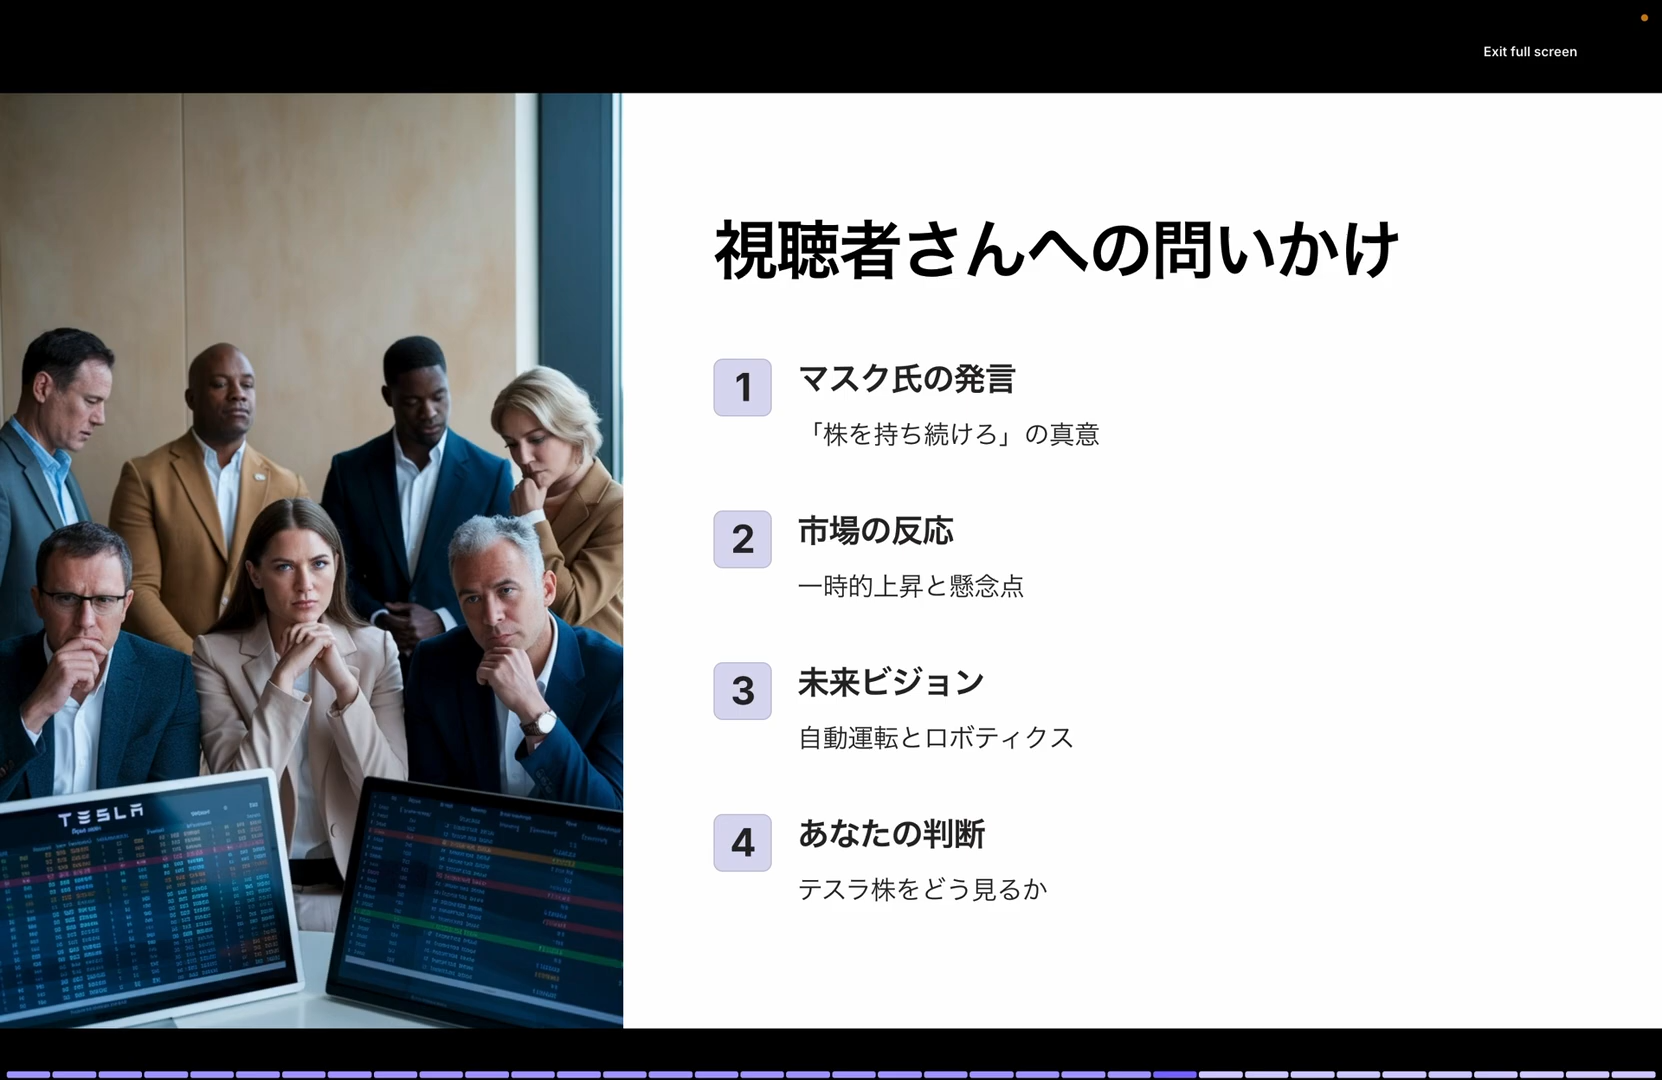 Exit full screen
視聴者さんへの問いかけ
1
マスク氏の発言
「株を持ち続けろ」の真意
2
市場の反応
一時的上昇と懸念点
3
未来ビジョン
自動運転とロボティクス
4
あなたの判断
テスラ株をどう見るか
TESLA